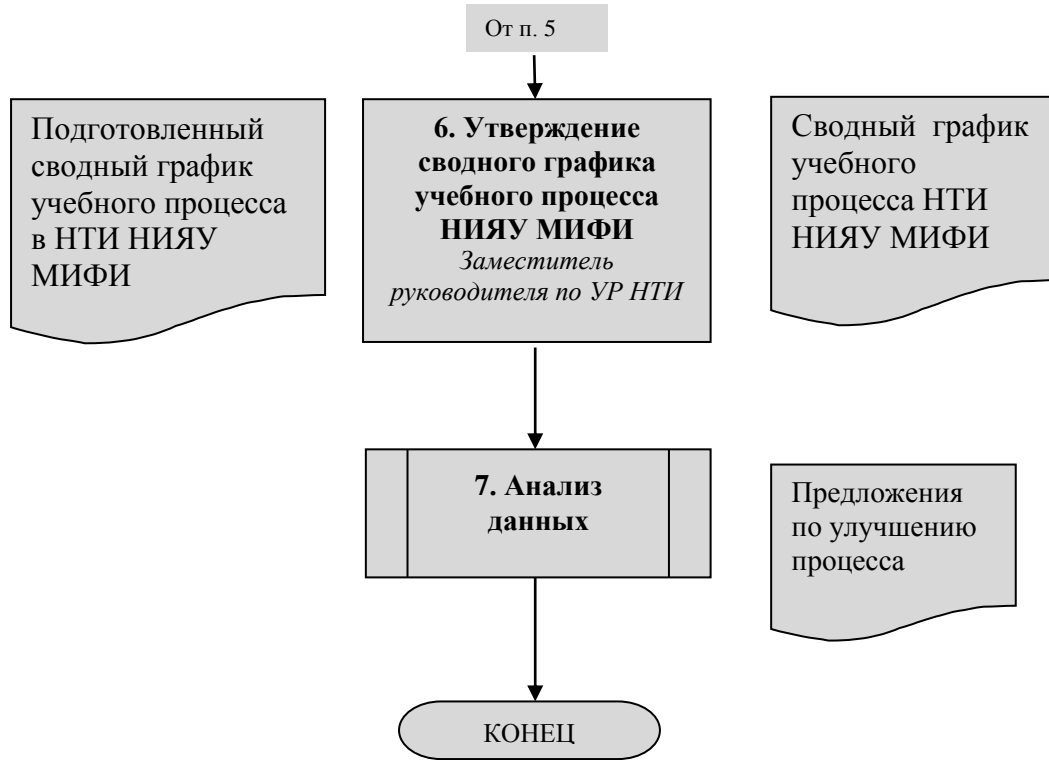 От п. 5
Подготовленный
сводный график
учебного процесса
в НТИ НИЯУ
МИФИ
6. Утверждение
сводного графика
учебного процесса
НИЯУ МИФИ
Заместитель
руководителя по УР НТИ
Сводный график
учебного
процесса НТИ
НИЯУ МИФИ
7. Анализ
данных
Предложения
по улучшению
процесса
КОНЕЦ